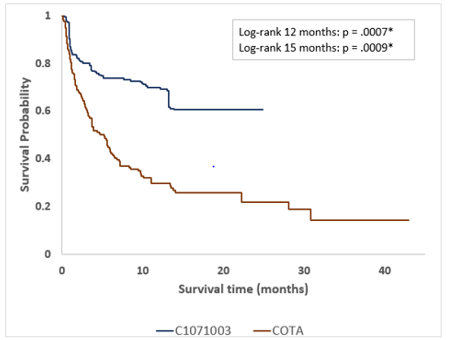 1
Log-rank 12 months: p = .0007*
Log-rank 15 months: p = .0009*
0.8
0.6
0.4
0.2
0
Survival Probability
0 10 20 30 40
Survival time (months)
C1071003 COTA